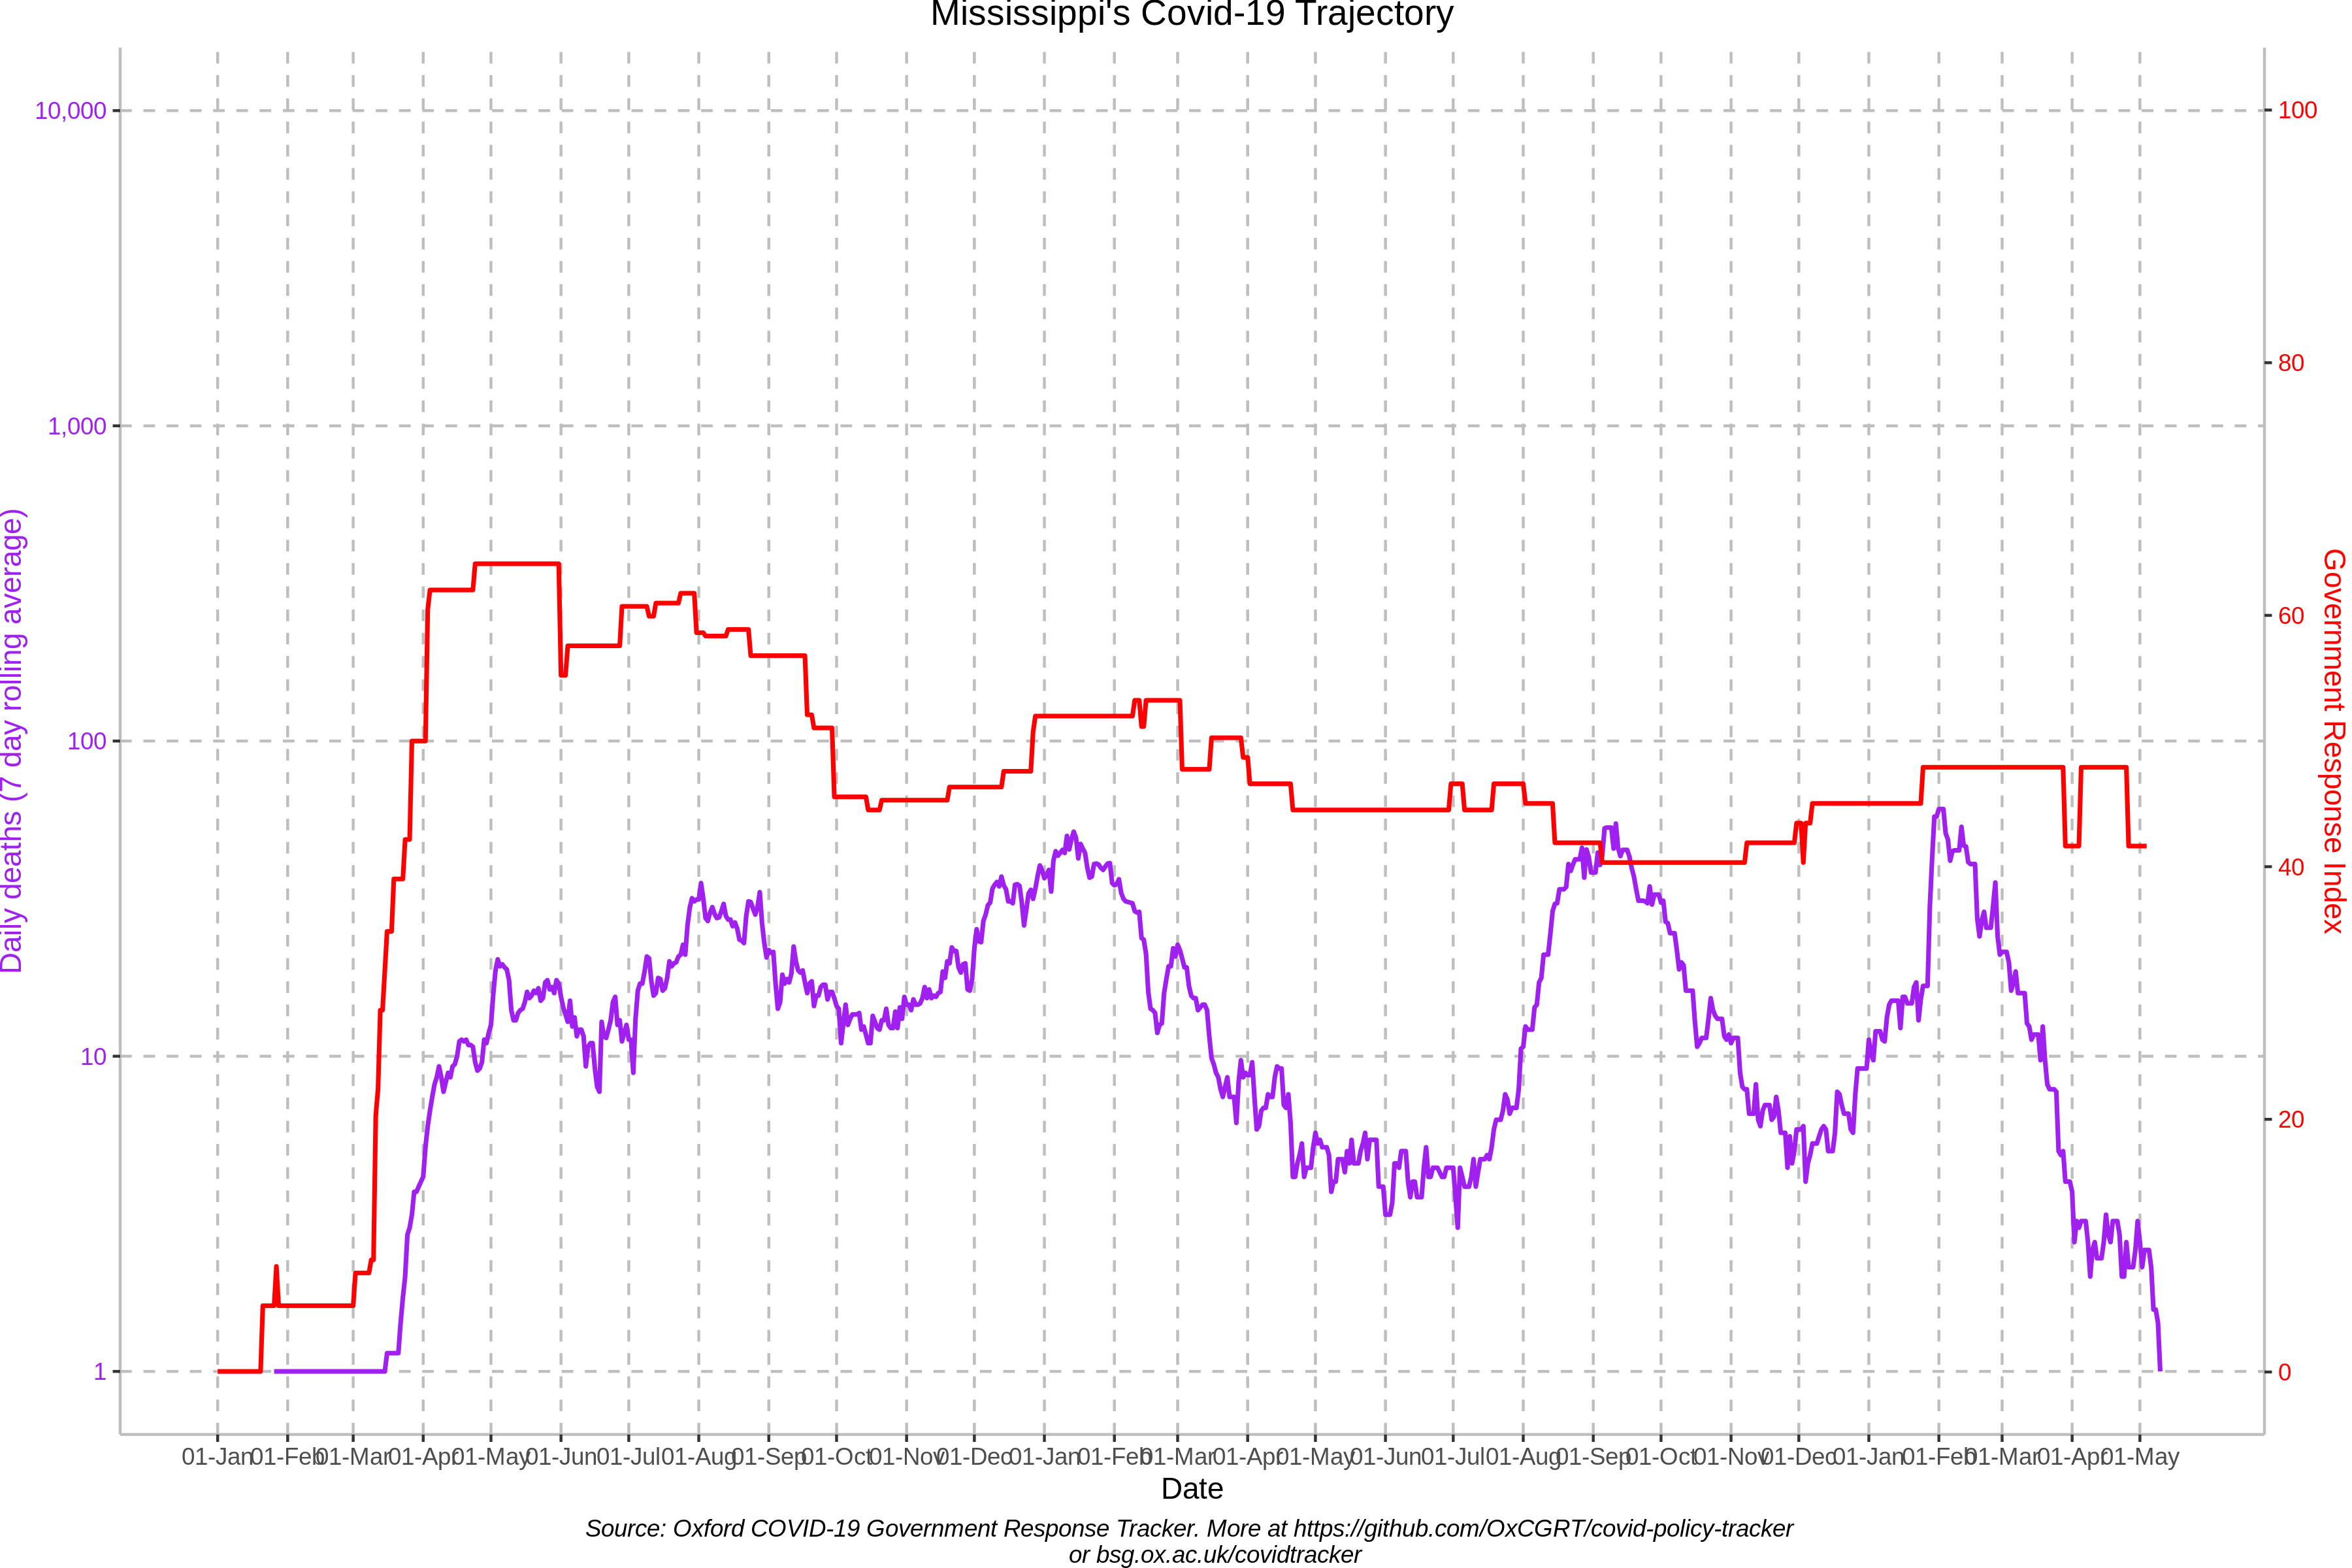 Mississippi's Covid-19 Trajectory
Daily deaths (7 day rolling average)
10,000
1,000
100
10
1
Government Response Index
100
80
60
40
20
0
01-Jan 01-Feb 01-Mar 01-Apr 01-May 01-Jun 01-Jul 01-Aug 01-Sep 01-Oct 01-Nov 01-Dec 01-Jan 01-Feb 01-Mar 01-Apr 01-May 01-Jun 01-Jul 01-Aug 01-Sep 01-Oct 01-Nov 01-Dec 01-Jan 01-Feb 01-Mar 01-Apr 01-May
Date
Source: Oxford COVID-19 Government Response Tracker. More at https://github.com/OxCGRT/covid-policy-tracker
or bsg.ox.ac.uk/covidtracker